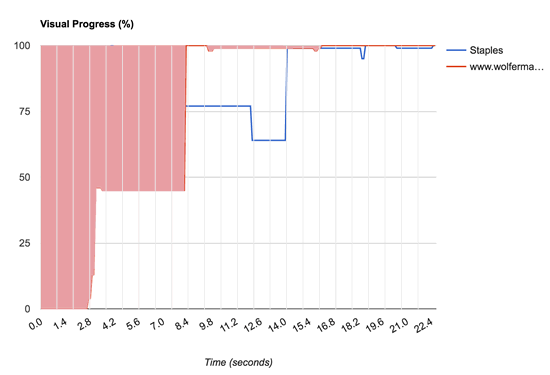 Visual Progress (%)
100
75
50
25
0
Staples
www.wolferma...
0.0 1.4 2.8 4.2 5.6 7.0 8.4 9.8 11.2 12.6 14.0 15.4 16.8 18.2 19.6 21.0 22.4
Time (seconds)